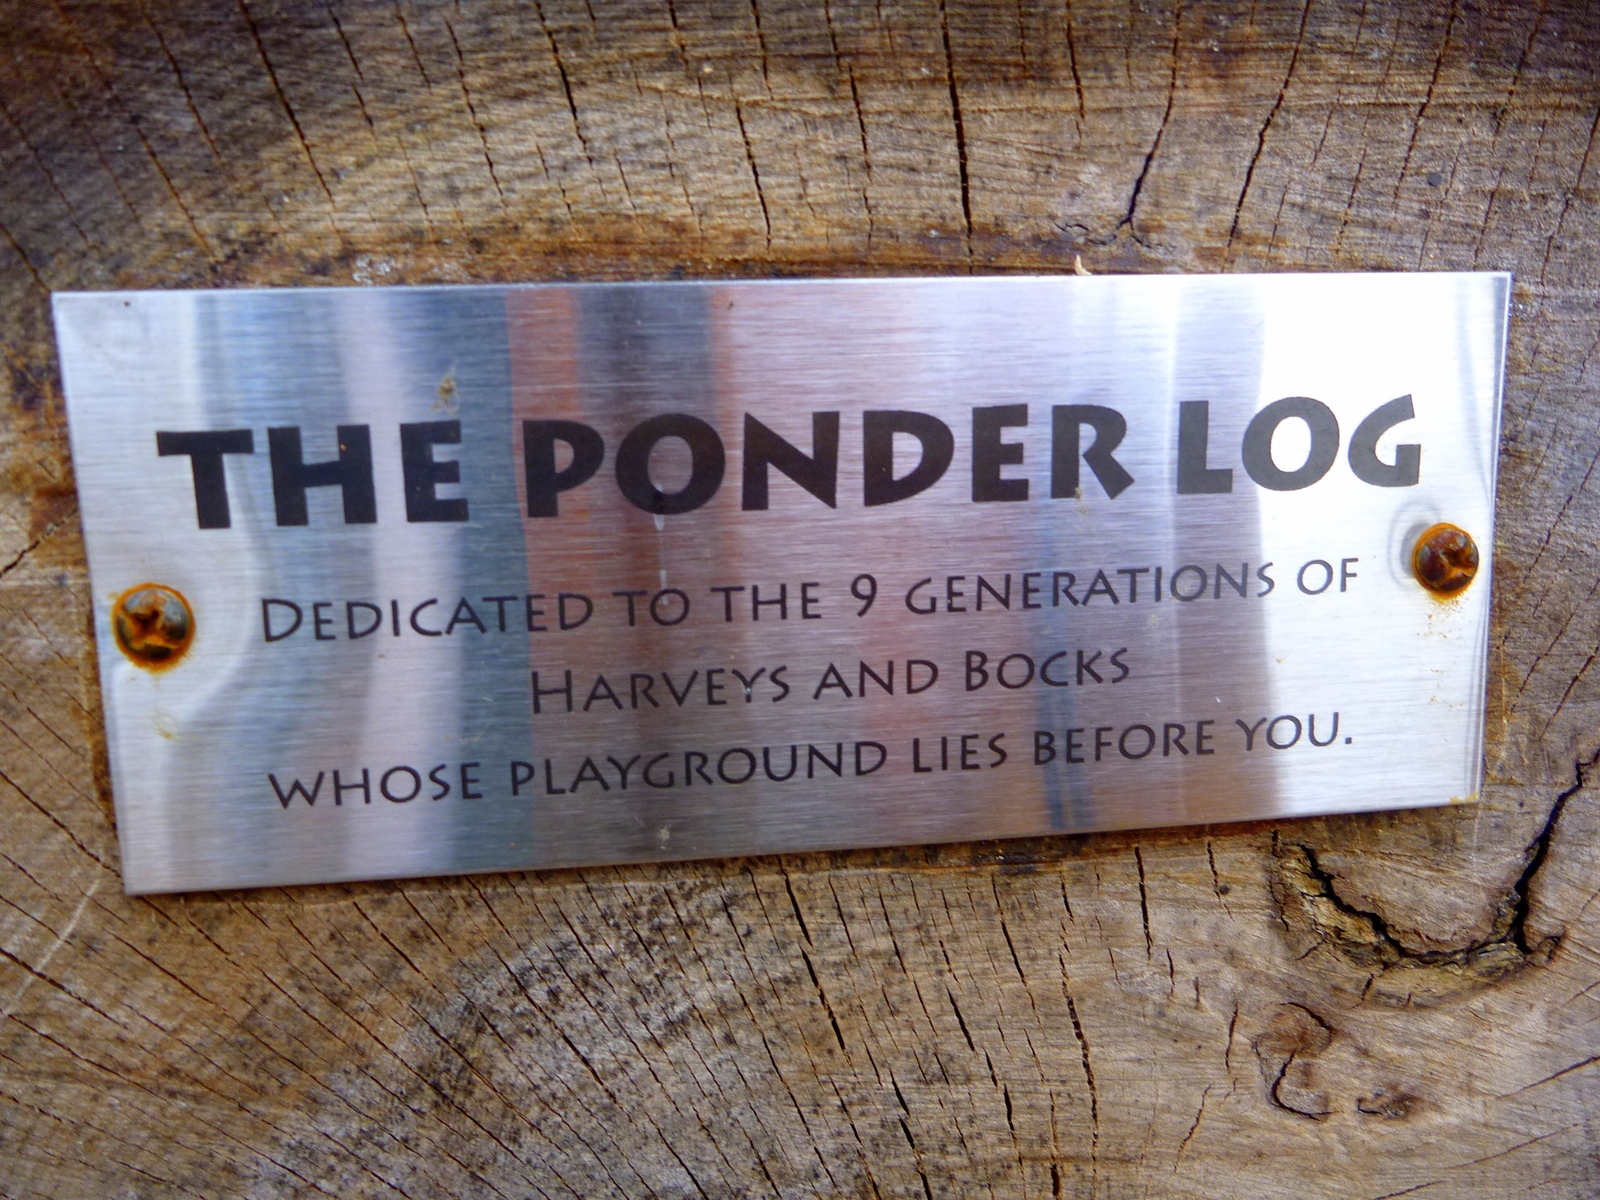 THE PONDER LOG
DEDICATED TO THE 9 GENERATIONS OF
HARVEYS AND BOCKS
WHOSE PLAYGROUND LIES BEFORE YOU.